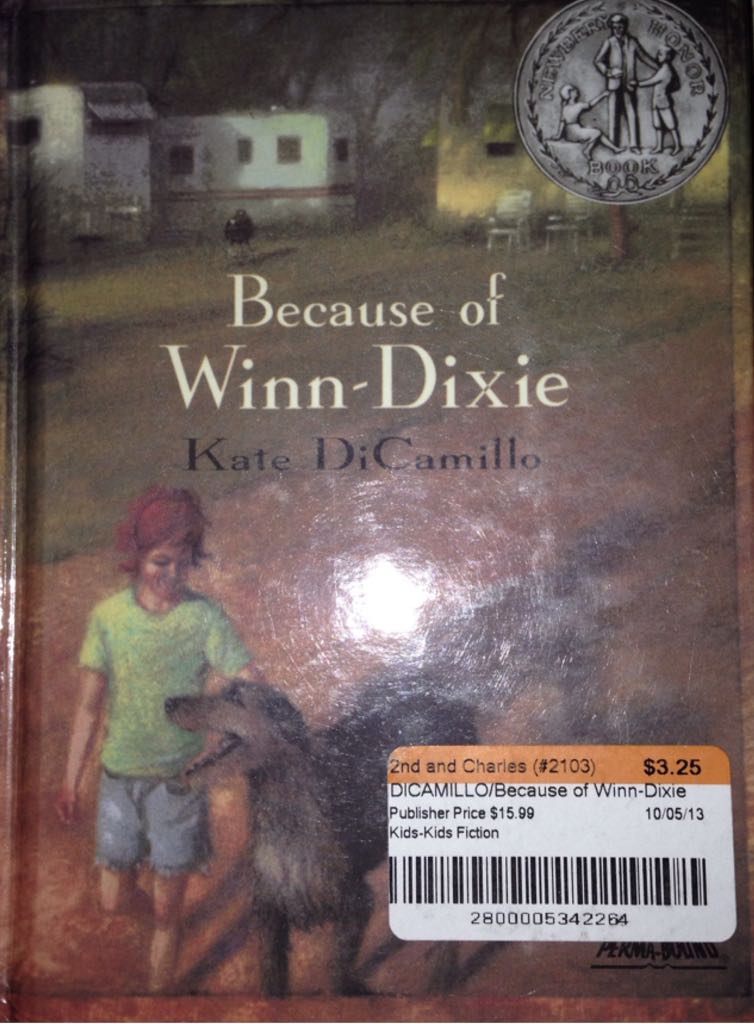 NEWBERY HONOR
BOOK
Because of
Winn-Dixie
Kate DiCamillo
2nd and Charles (#2103) $3.25
DICAMILLO/Because of Winn-Dixie
Publisher Price $15.99 10/05/13
Kids-Kids Fiction
2800005342264
PERMA-BOUND